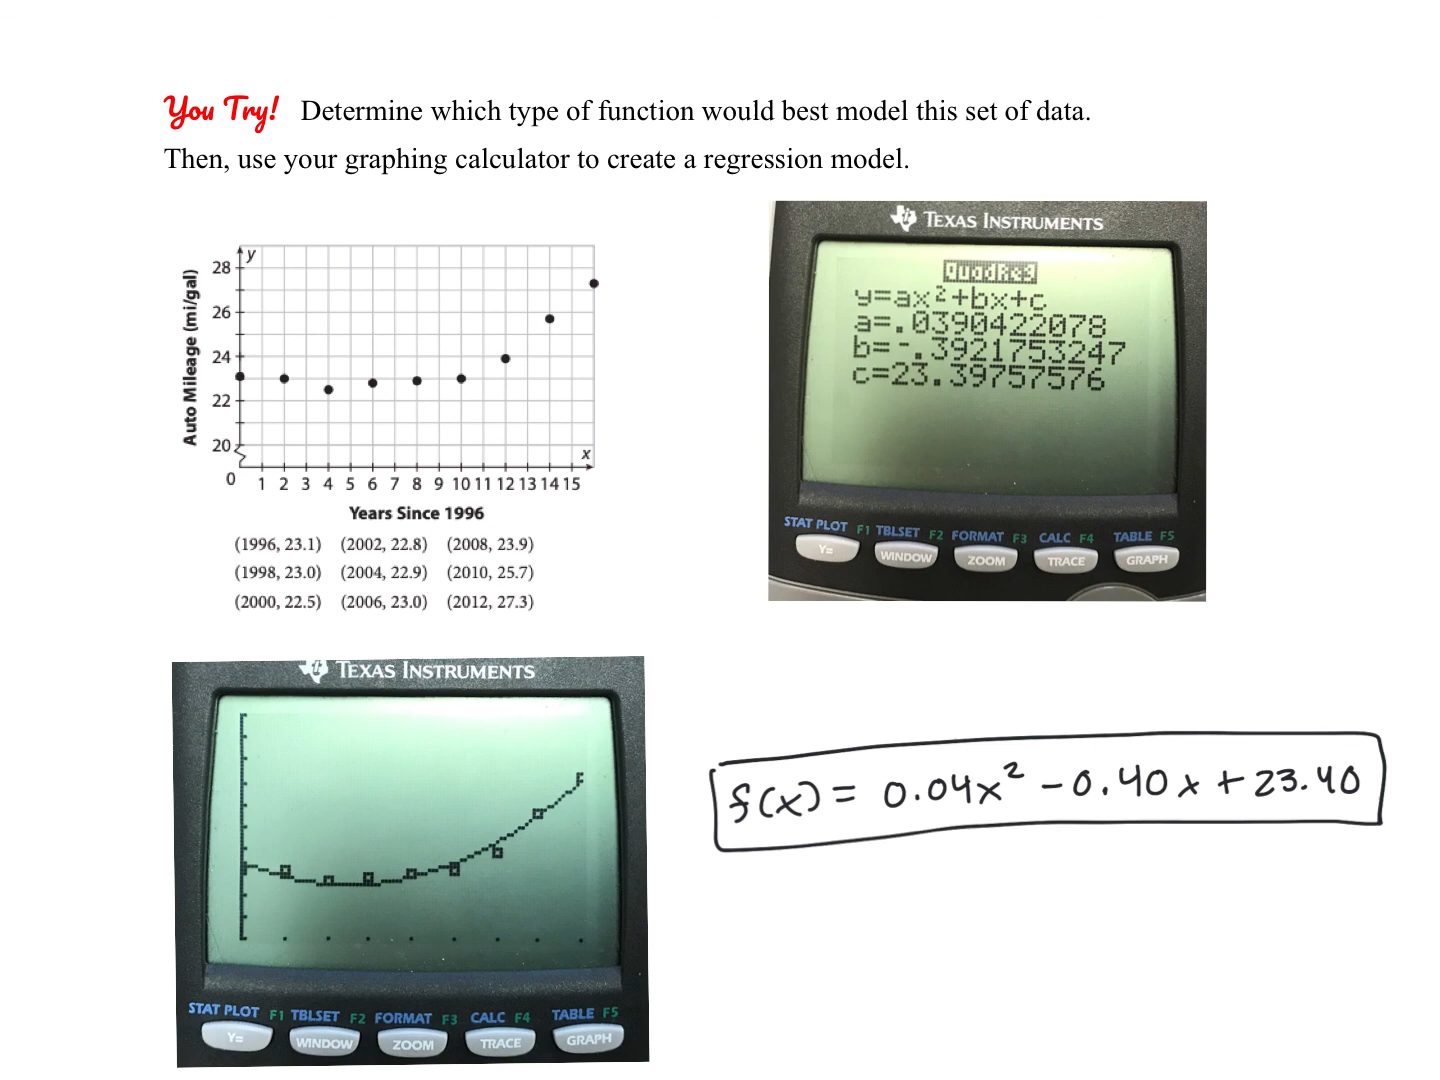 You Try! Determine which type of function would best model this set of data.
Then, use your graphing calculator to create a regression model.
y
28
26
24
22
20
Auto Mileage (mi/gal)
x
0 1 2 3 4 5 6 7 8 9 10 11 12 13 14 15
Years Since 1996
(1996, 23.1) (2002, 22.8) (2008, 23.9)
(1998, 23.0) (2004, 22.9) (2010, 25.7)
(2000, 22.5) (2006, 23.0) (2012, 27.3)
TEXAS INSTRUMENTS
QuadReg
y=ax²+bx+c
a=.0390422078
b=-.3921753247
c=23.39757576
STAT PLOT F1 TBLSET F2 FORMAT F3 CALC F4 TABLE F5
Y= WINDOW ZOOM TRACE GRAPH
TEXAS INSTRUMENTS
STAT PLOT F1 TBLSET F2 FORMAT F3 CALC F4 TABLE F5
Y= WINDOW ZOOM TRACE GRAPH
f(x) = 0.04x² - 0.40x + 23.40